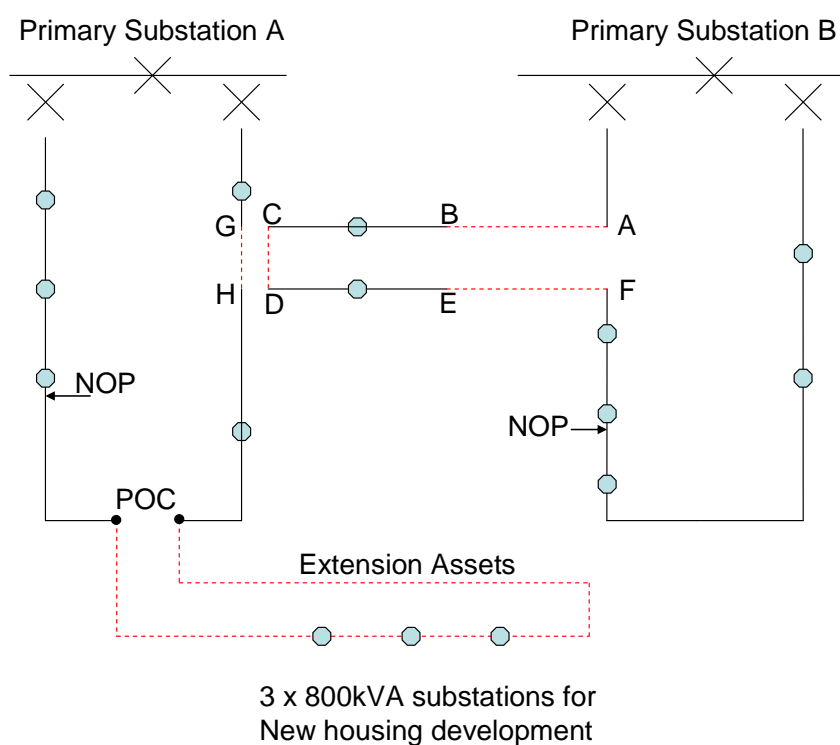 Primary Substation A
Primary Substation B
G
C
B
A
H
D
E
F
NOP
NOP
POC
Extension Assets
3 x 800kVA substations for
New housing development